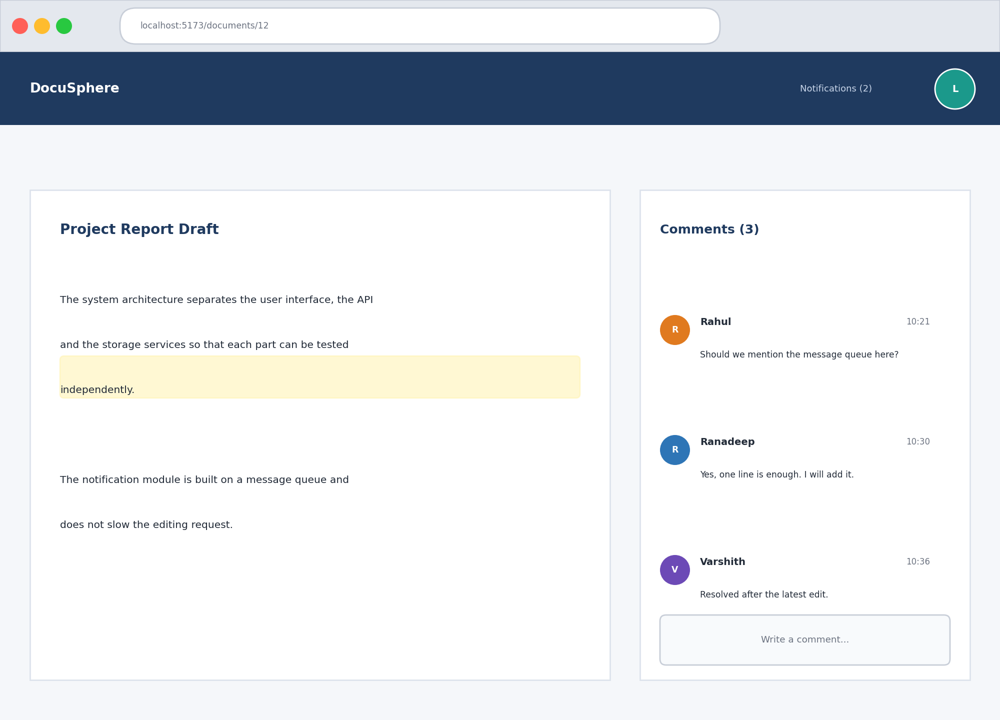 localhost:5173/documents/12
DocuSphere
Notifications (2)
L
Project Report Draft
The system architecture separates the user interface, the API
and the storage services so that each part can be tested
independently.
The notification module is built on a message queue and
does not slow the editing request.
Comments (3)
R
Rahul
10:21
Should we mention the message queue here?
R
Ranadeep
10:30
Yes, one line is enough. I will add it.
V
Varshith
10:36
Resolved after the latest edit.
Write a comment...